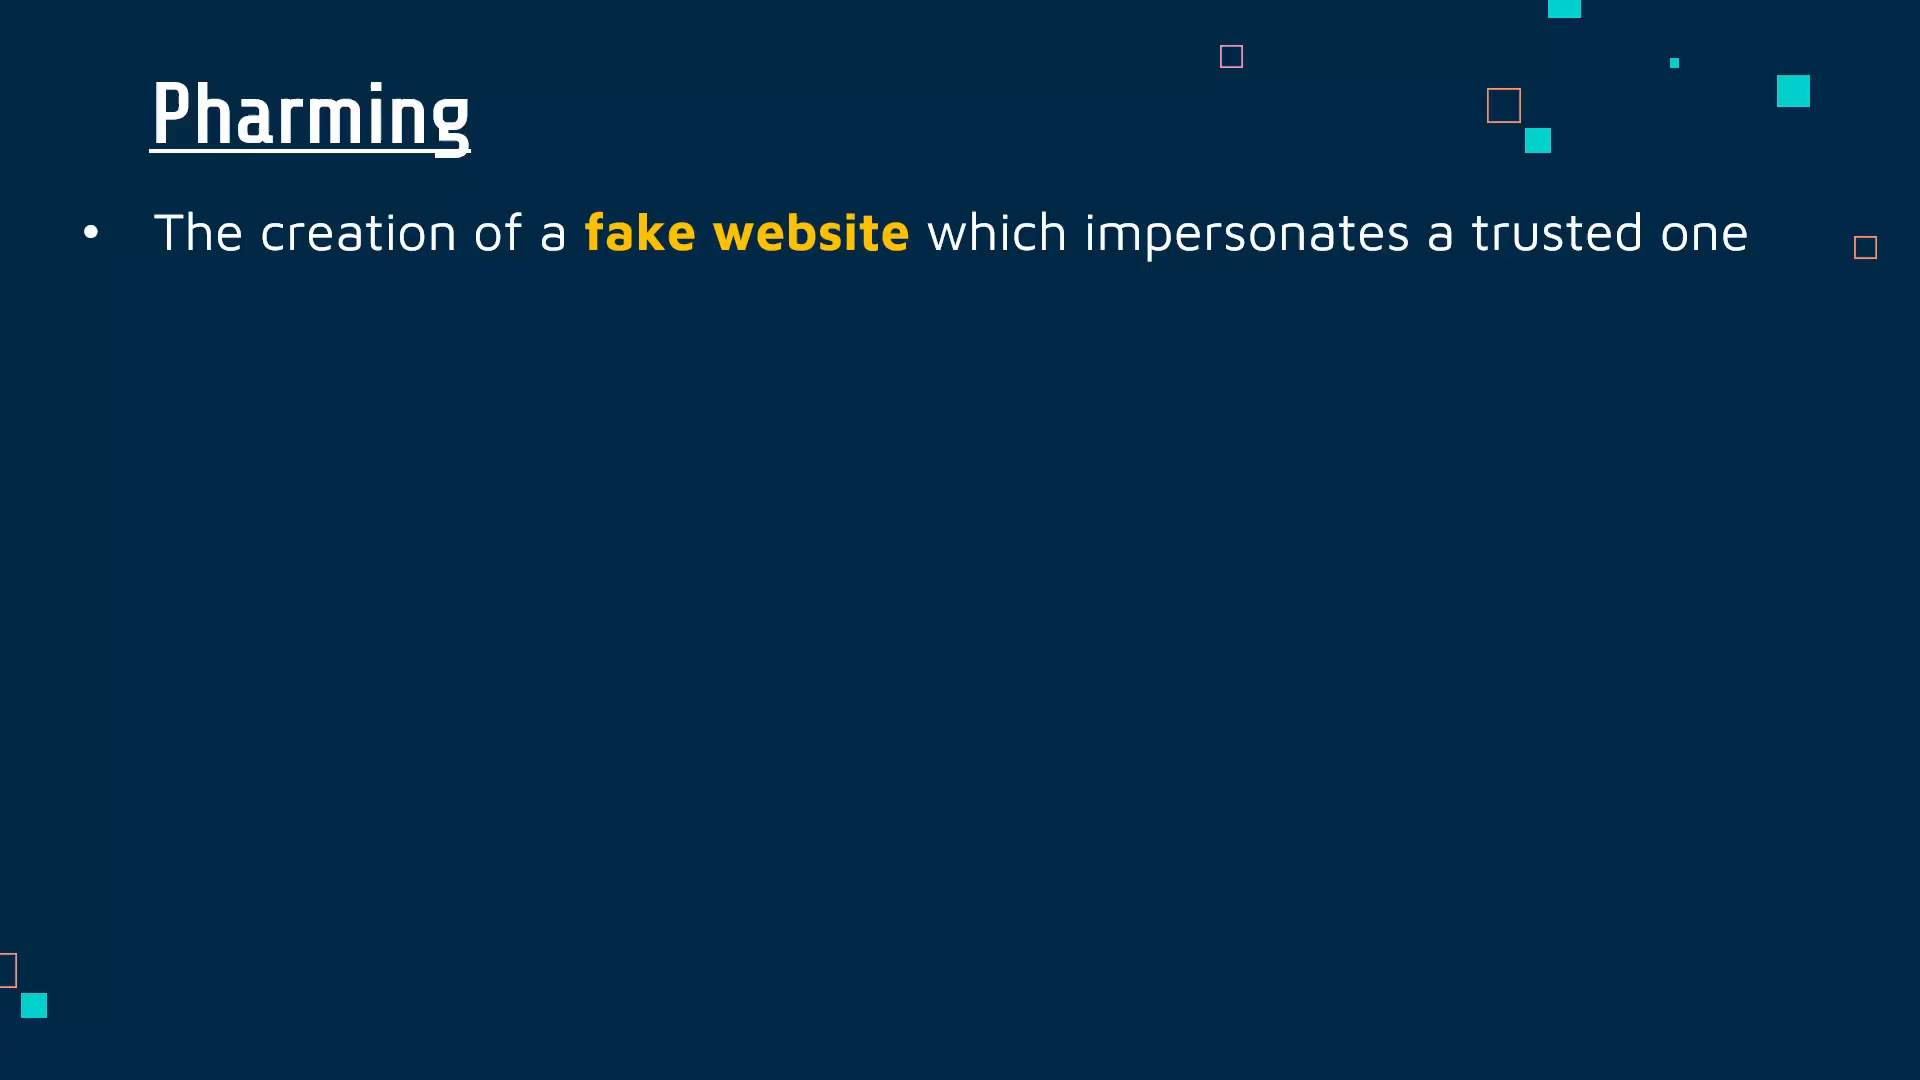 Pharming
• The creation of a fake website which impersonates a trusted one